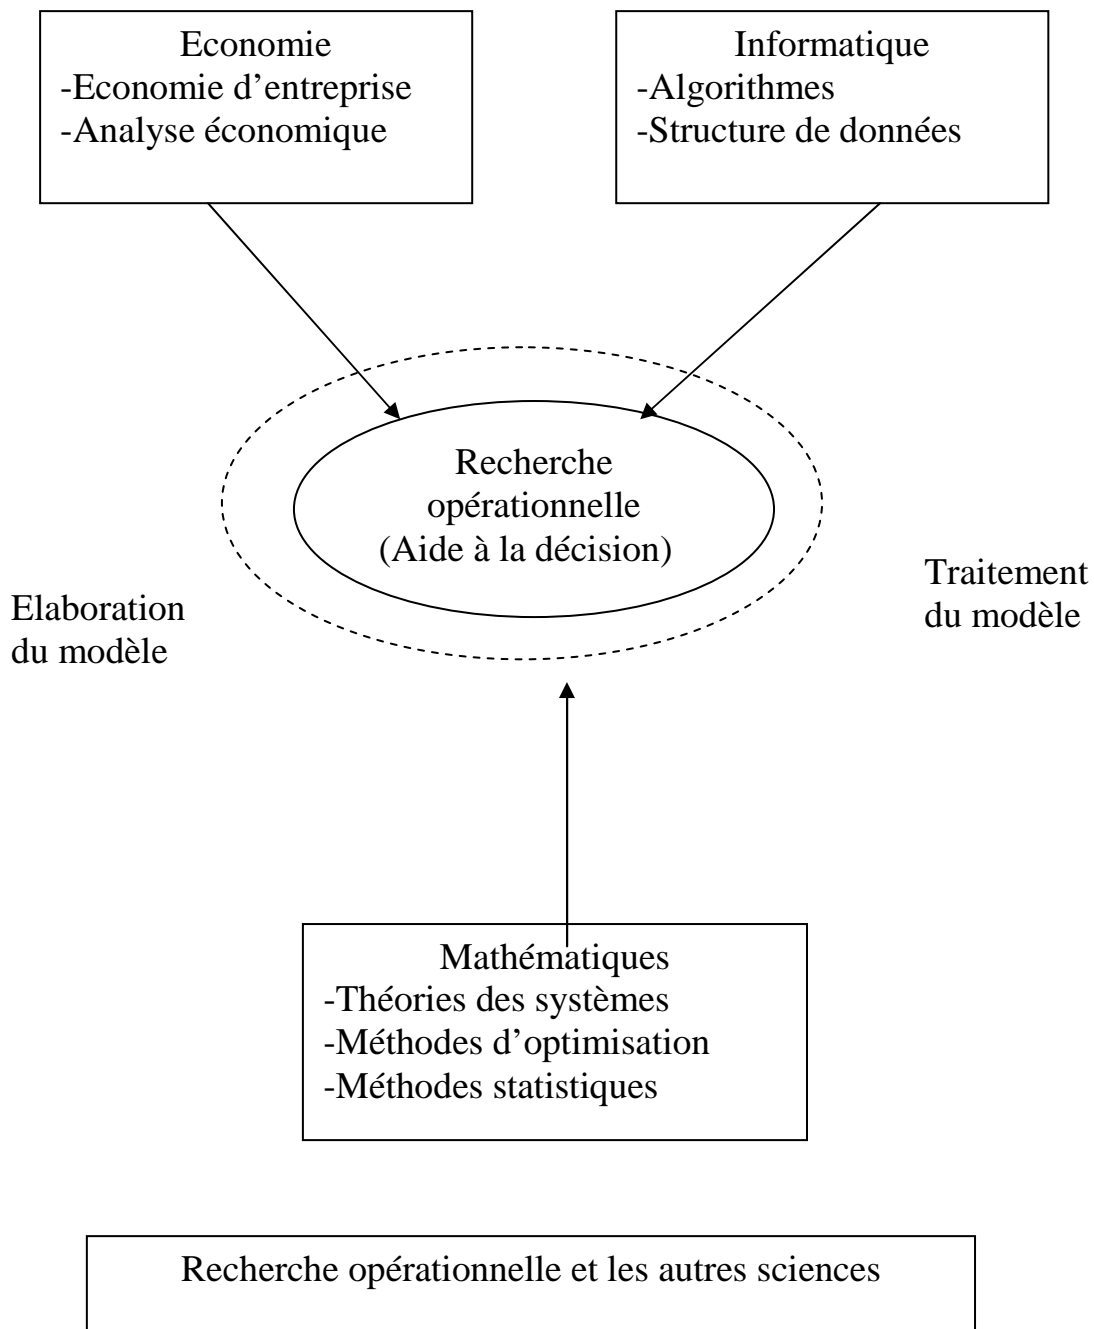 Economie
-Economie d’entreprise
-Analyse économique
Informatique
-Algorithmes
-Structure de données
Recherche
opérationnelle
(Aide à la décision)
Elaboration
du modèle
Traitement
du modèle
Mathématiques
-Théories des systèmes
-Méthodes d’optimisation
-Méthodes statistiques
Recherche opérationnelle et les autres sciences